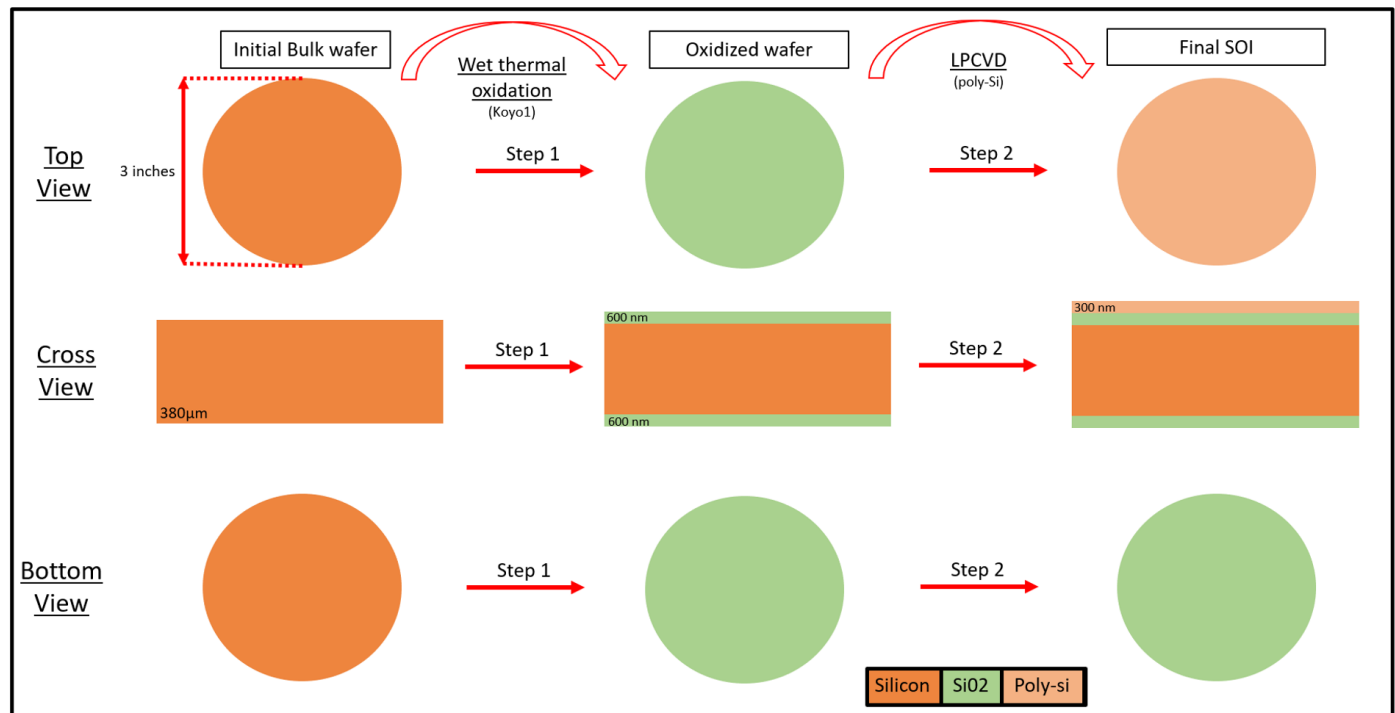 Initial Bulk wafer
Wet thermal
oxidation
(Koyo1)
Oxidized wafer
LPCVD
(poly-Si)
Final SOI
Top
View
3 inches
Step 1
Step 2
Cross
View
380μm
Step 1
600 nm
600 nm
Step 2
300 nm
Bottom
View
Step 1
Step 2
Silicon
Si02
Poly-si